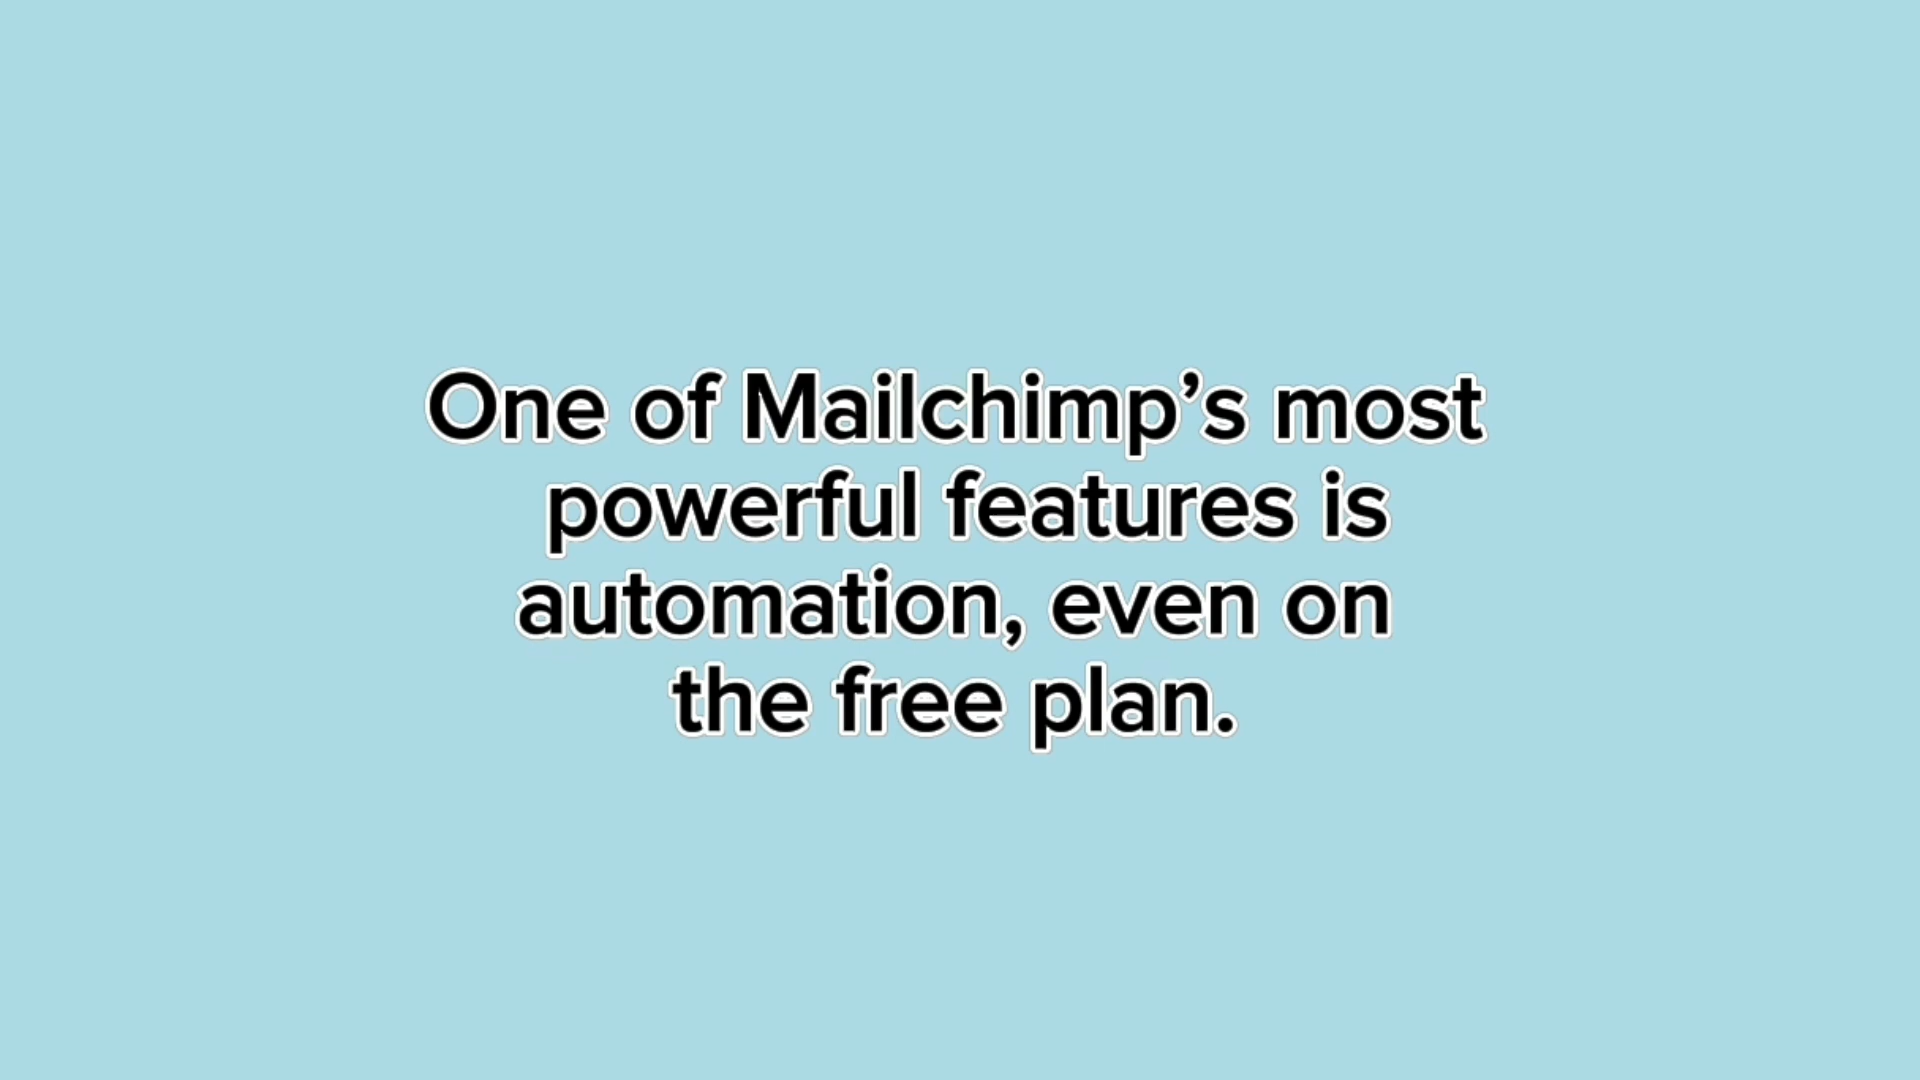 One of Mailchimp’s most
powerful features is
automation, even on
the free plan.